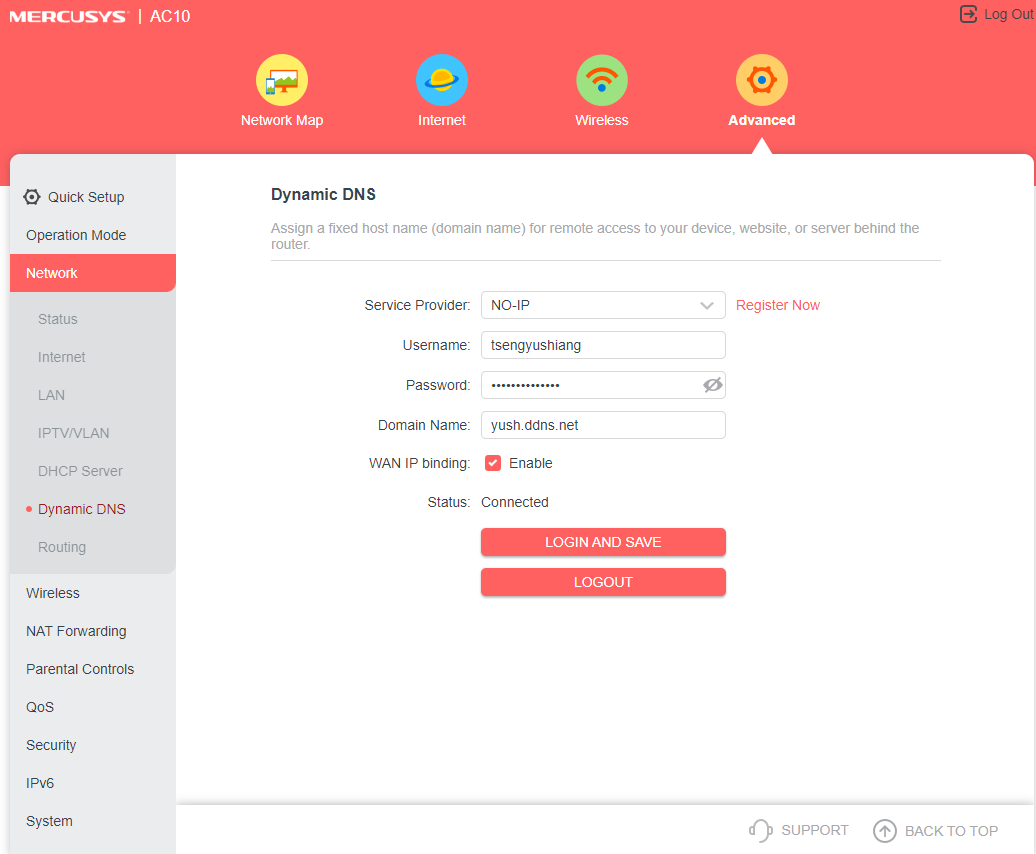 MERCUSYS | AC10
Log Out
Network Map
Internet
Wireless
Advanced
Quick Setup
Operation Mode
Network
Status
Internet
LAN
IPTV/VLAN
DHCP Server
Dynamic DNS
Routing
Wireless
NAT Forwarding
Parental Controls
QoS
Security
IPv6
System
Dynamic DNS
Assign a fixed host name (domain name) for remote access to your device, website, or server behind the
router.
Service Provider: NO-IP Register Now
Username: tsengyushiang
Password: ••••••••••••••
Domain Name: yush.ddns.net
WAN IP binding: Enable
Status: Connected
LOGIN AND SAVE
LOGOUT
SUPPORT
BACK TO TOP